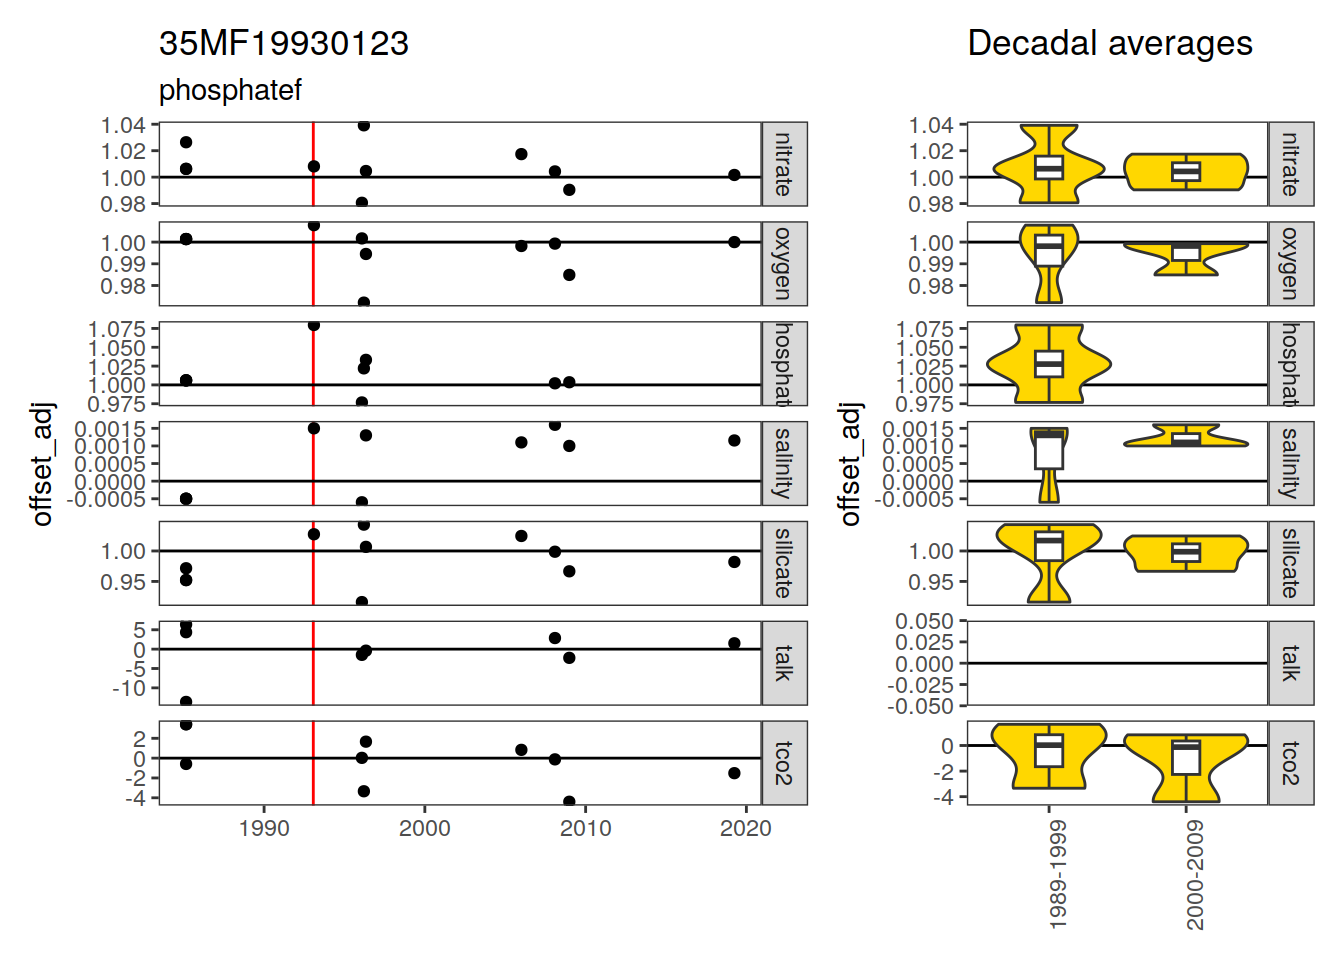 35MF19930123
phosphatef
offset_adj
1.04
1.02
1.00
0.98
nitrate
1.00
0.99
0.98
oxygen
1.075
1.050
1.025
1.000
0.975
hosphat
0.0015
0.0010
0.0005
0.0000
-0.0005
salinity
1.00
0.95
silicate
5
0
-5
-10
talk
2
0
-2
-4
tco2
1990 2000 2010 2020
Decadal averages
offset_adj
1.04
1.02
1.00
0.98
nitrate
1.00
0.99
0.98
oxygen
1.075
1.050
1.025
1.000
0.975
hosphat
0.0015
0.0010
0.0005
0.0000
-0.0005
salinity
1.00
0.95
silicate
0.050
0.025
0.000
-0.025
-0.050
talk
0
-2
-4
tco2
1989-1999
2000-2009